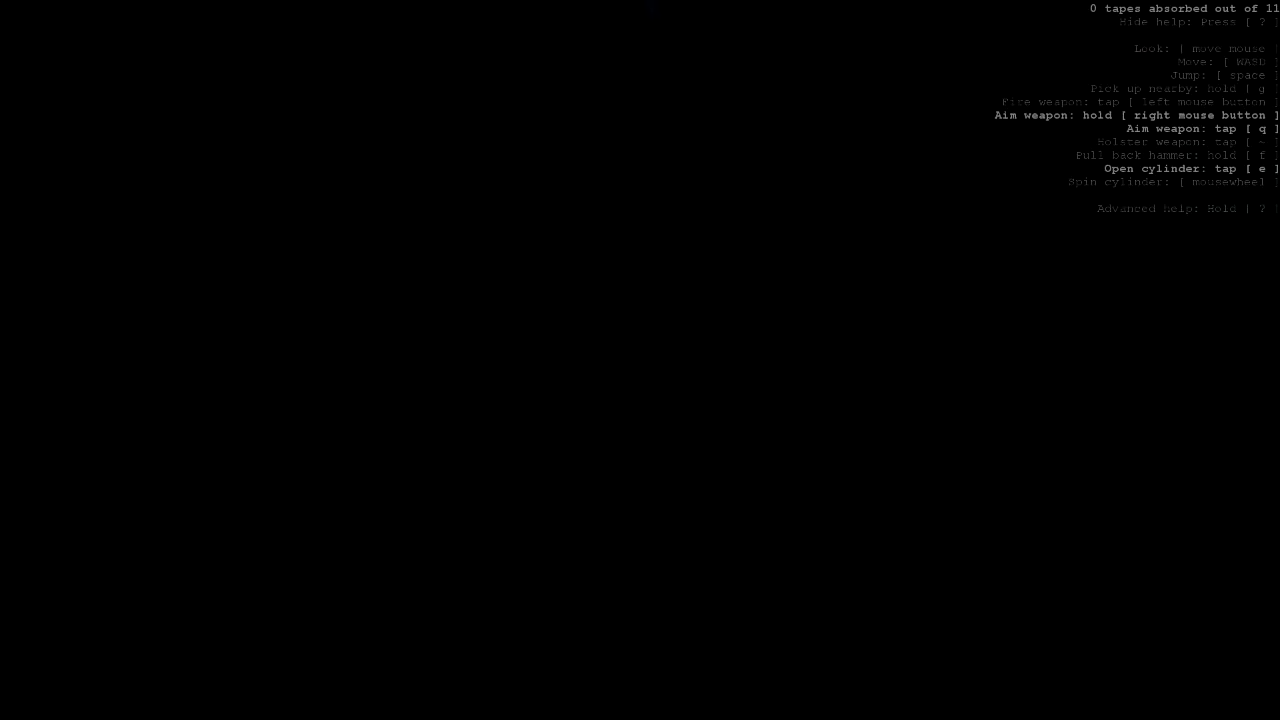 0 tapes absorbed out of 11
Hide help: Press [ ? ]
Look: [ move mouse ]
Move: [ WASD ]
Jump: [ space ]
Pick up nearby: hold [ g ]
Fire weapon: tap [ left mouse button ]
Aim weapon: hold [ right mouse button ]
Aim weapon: tap [ q ]
Holster weapon: tap [ ~ ]
Pull back hammer: hold [ f ]
Open cylinder: tap [ e ]
Spin cylinder: [ mousewheel ]
Advanced help: Hold [ ? ]